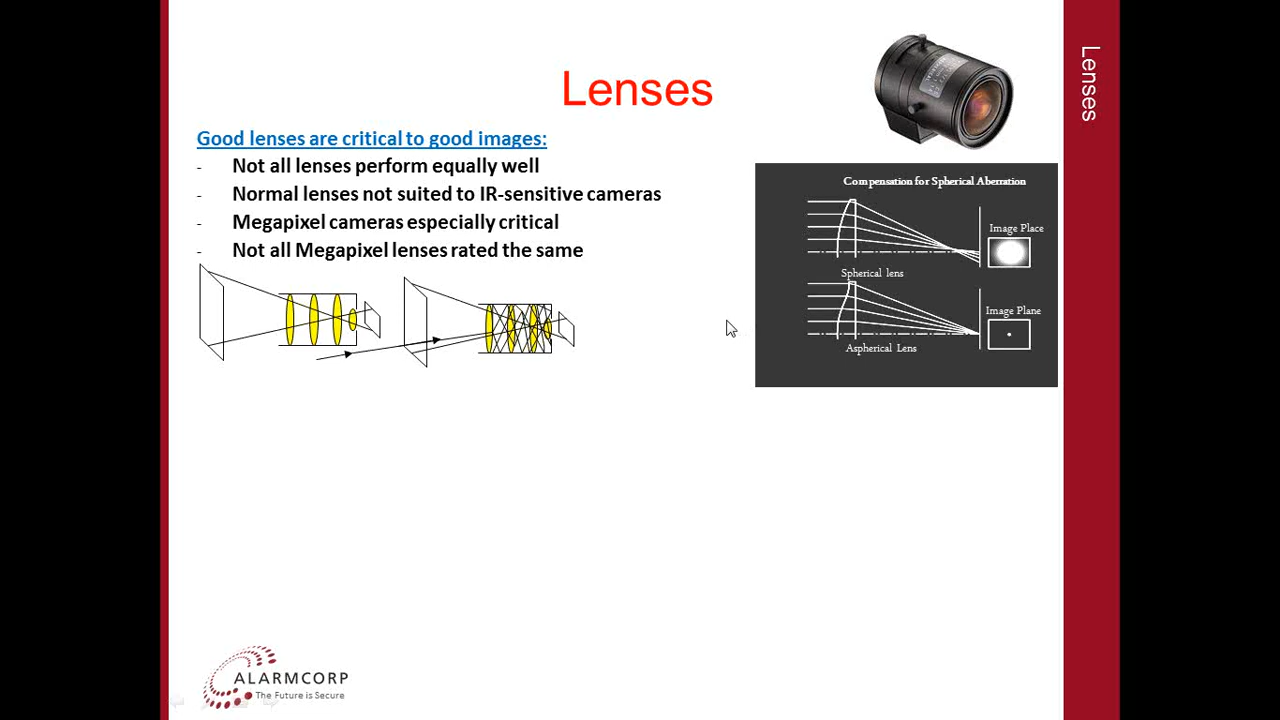 Lenses
Lenses
Good lenses are critical to good images:
- Not all lenses perform equally well
- Normal lenses not suited to IR-sensitive cameras
- Megapixel cameras especially critical
- Not all Megapixel lenses rated the same
Compensation for Spherical Aberration
Image Place
Spherical lens
Image Plane
Aspherical Lens
ALARMCORP
The Future is Secure